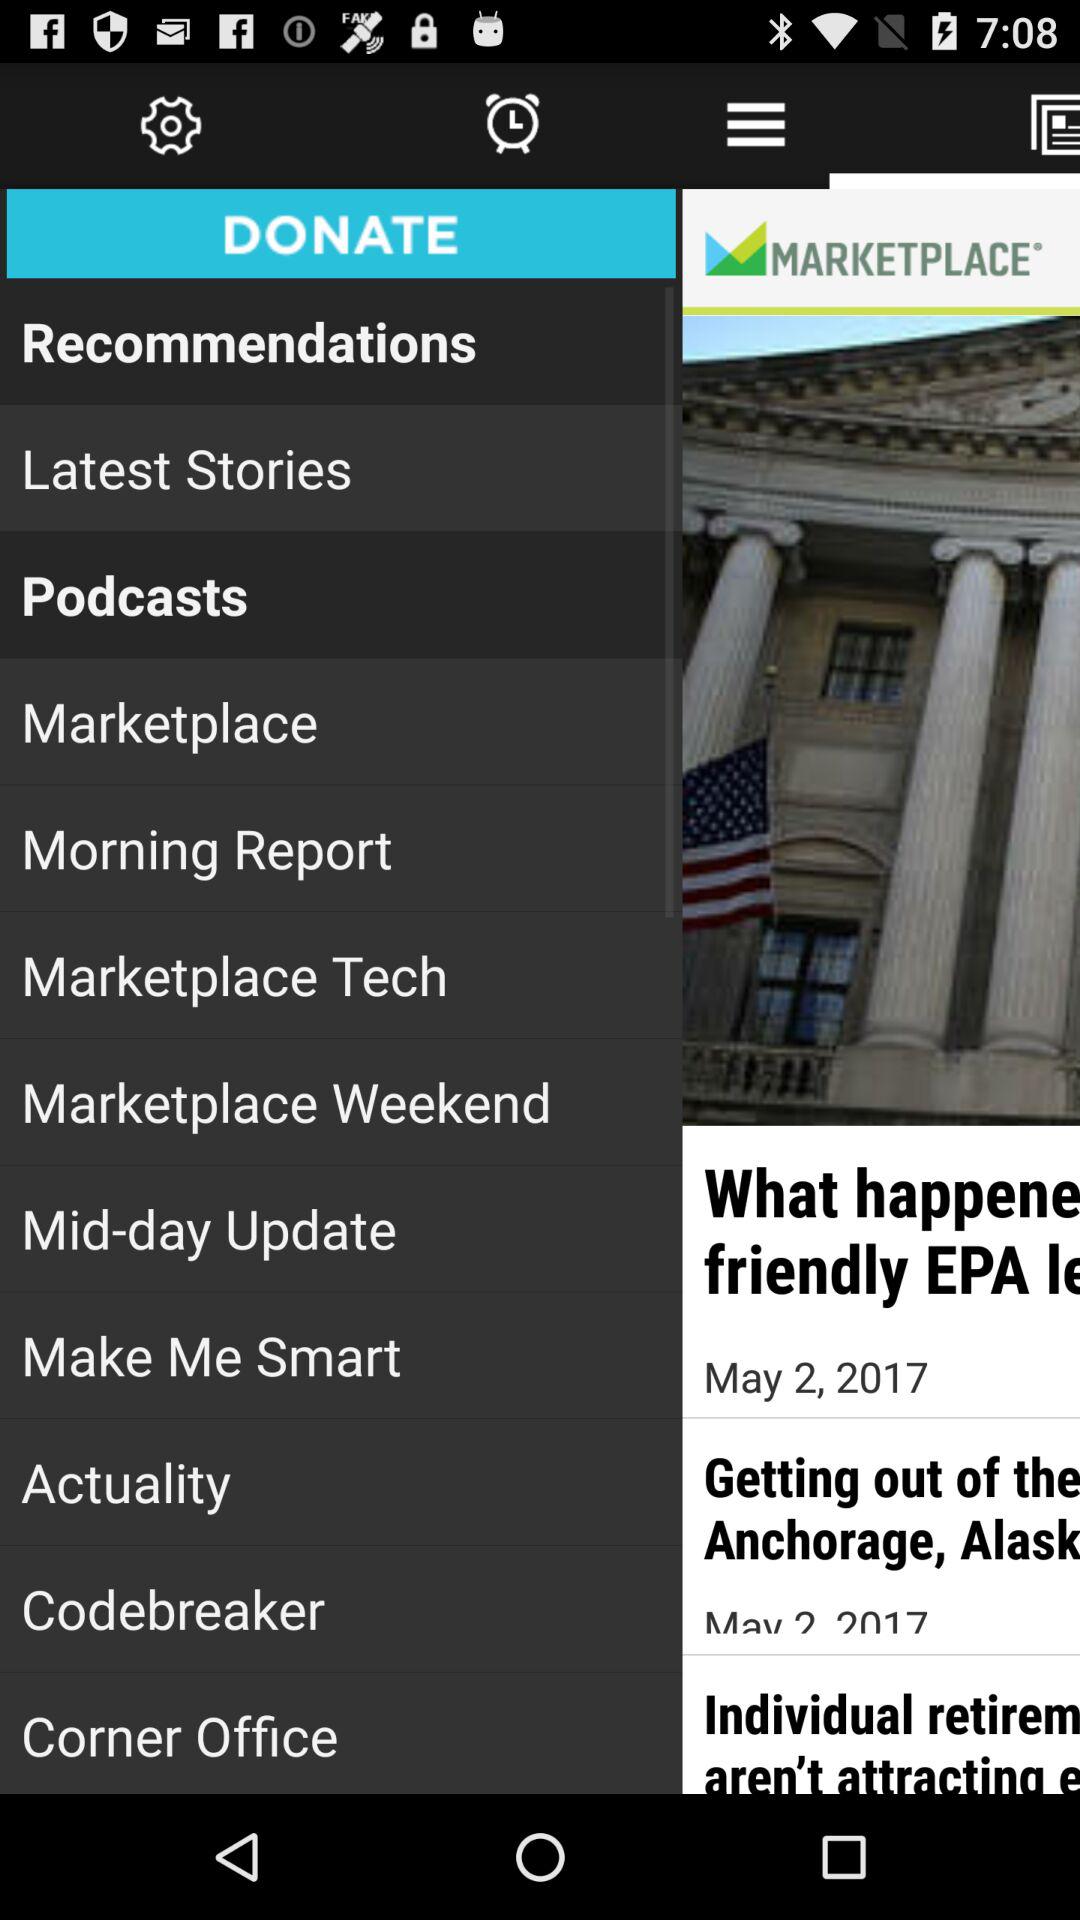 FAKE
7:08
DONATE
MARKETPLACE®
Recommendations
Latest Stories
Podcasts
Marketplace
Morning Report
Marketplace Tech
Marketplace Weekend
Mid-day Update
Make Me Smart
Actuality
Codebreaker
Corner Office
What happene
friendly EPA le
May 2, 2017
Getting out of the
Anchorage, Alask
May 2, 2017
Individual retirem
aren't attracting e